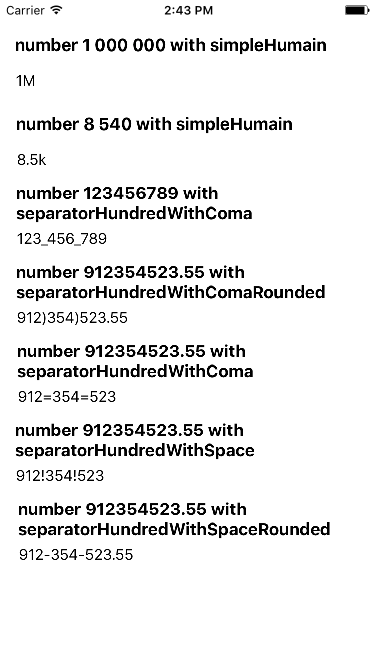 Carrier 2:43 PM
number 1 000 000 with simpleHumain
1M
number 8 540 with simpleHumain
8.5k
number 123456789 with
separatorHundredWithComa
123_456_789
number 912354523.55 with
separatorHundredWithComaRounded
912)354)523.55
number 912354523.55 with
separatorHundredWithComa
912=354=523
number 912354523.55 with
separatorHundredWithSpace
912!354!523
number 912354523.55 with
separatorHundredWithSpaceRounded
912-354-523.55